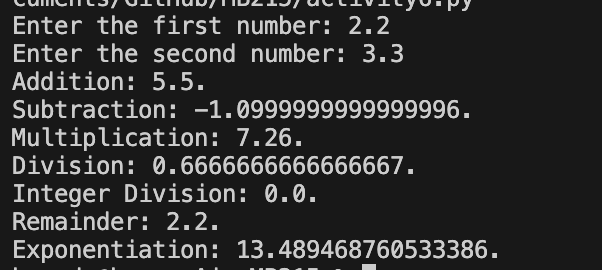 cuments/GitHub/MB215/activity6.py
Enter the first number: 2.2
Enter the second number: 3.3
Addition: 5.5.
Subtraction: -1.0999999999999996.
Multiplication: 7.26.
Division: 0.6666666666666667.
Integer Division: 0.0.
Remainder: 2.2.
Exponentiation: 13.489468760533386.